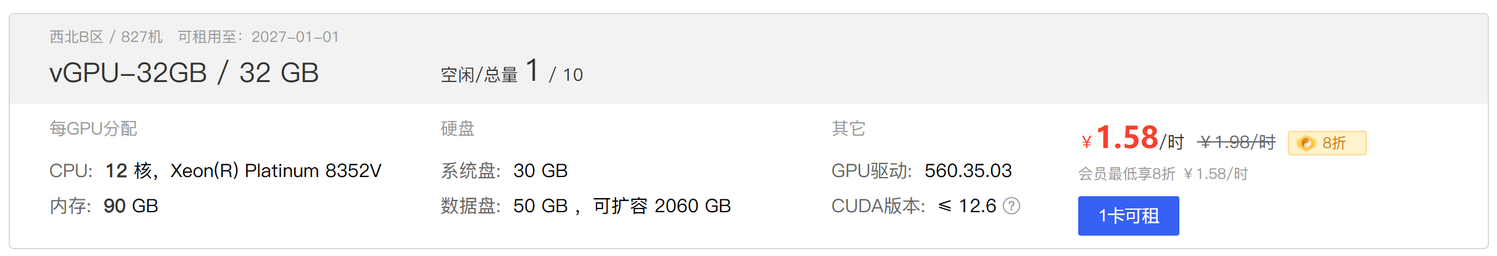 西北B区 / 827机 可租用至：2027-01-01
vGPU-32GB / 32 GB
空闲/总量 1 / 10
每GPU分配
CPU: 12 核，Xeon(R) Platinum 8352V
内存: 90 GB
硬盘
系统盘: 30 GB
数据盘: 50 GB ，可扩容 2060 GB
其它
GPU驱动: 560.35.03
CUDA版本: ≤ 12.6 ?
￥1.58/时 ￥1.98/时 8折
会员最低享8折 ￥1.58/时
1卡可租